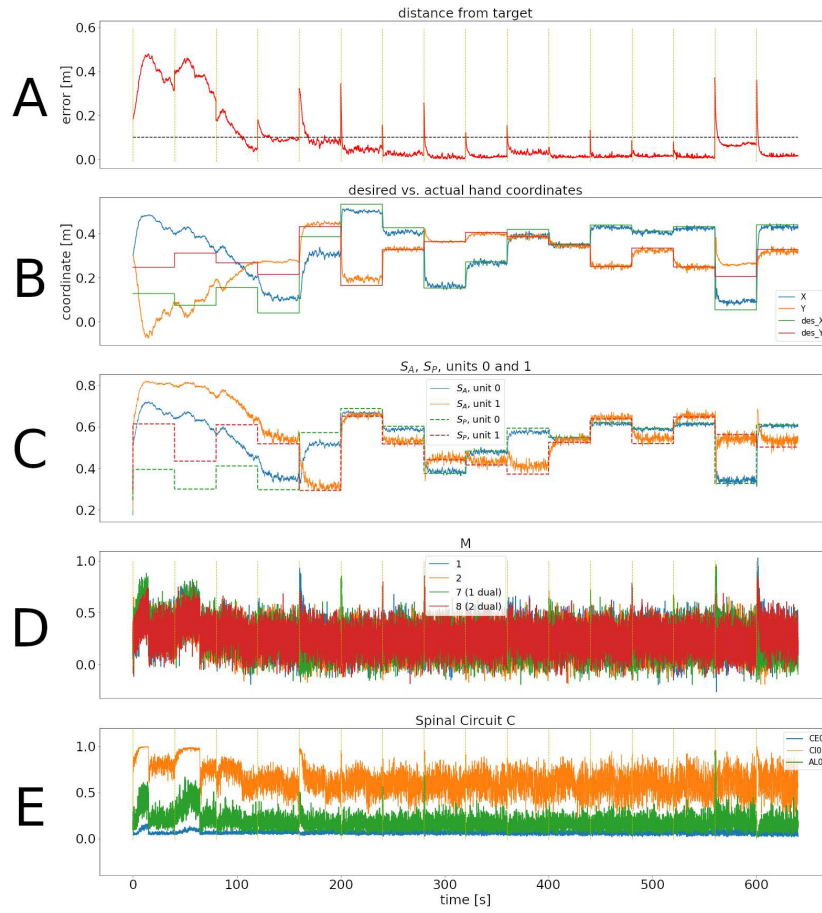 distance from target
A
error [m]
0.6
0.4
0.2
0.0
desired vs. actual hand coordinates
B
coordinate [m]
0.4
0.2
0.0
X
Y
des_X
des_Y
S_A, S_P, units 0 and 1
C
0.8
0.6
0.4
0.2
S_A, unit 0
S_A, unit 1
S_P, unit 0
S_P, unit 1
M
D
1.0
0.5
0.0
1
2
7 (1 dual)
8 (2 dual)
Spinal Circuit C
E
1.0
0.5
0.0
CE0
CI0
AL0
0 100 200 300 400 500 600
time [s]